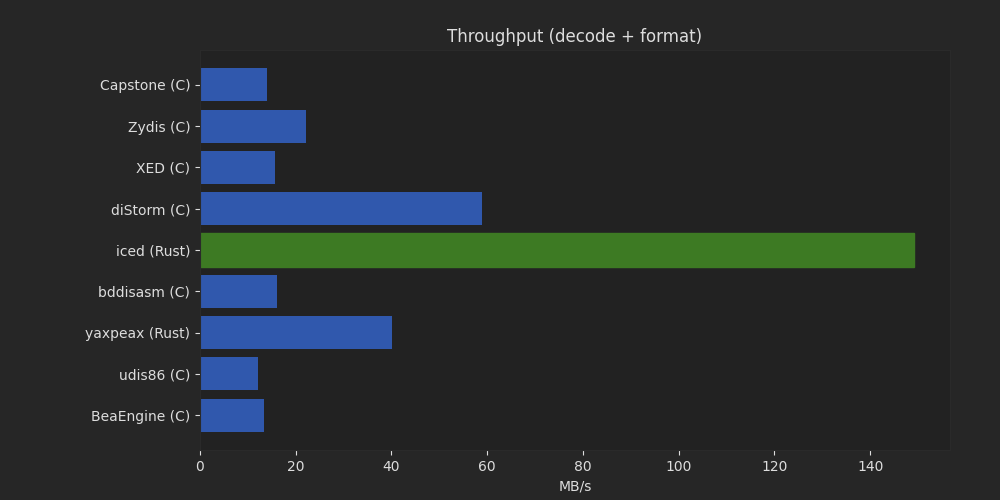 Throughput (decode + format)
Capstone (C)
Zydis (C)
XED (C)
diStorm (C)
iced (Rust)
bddisasm (C)
yaxpeax (Rust)
udis86 (C)
BeaEngine (C)
0 20 40 60 80 100 120 140
MB/s